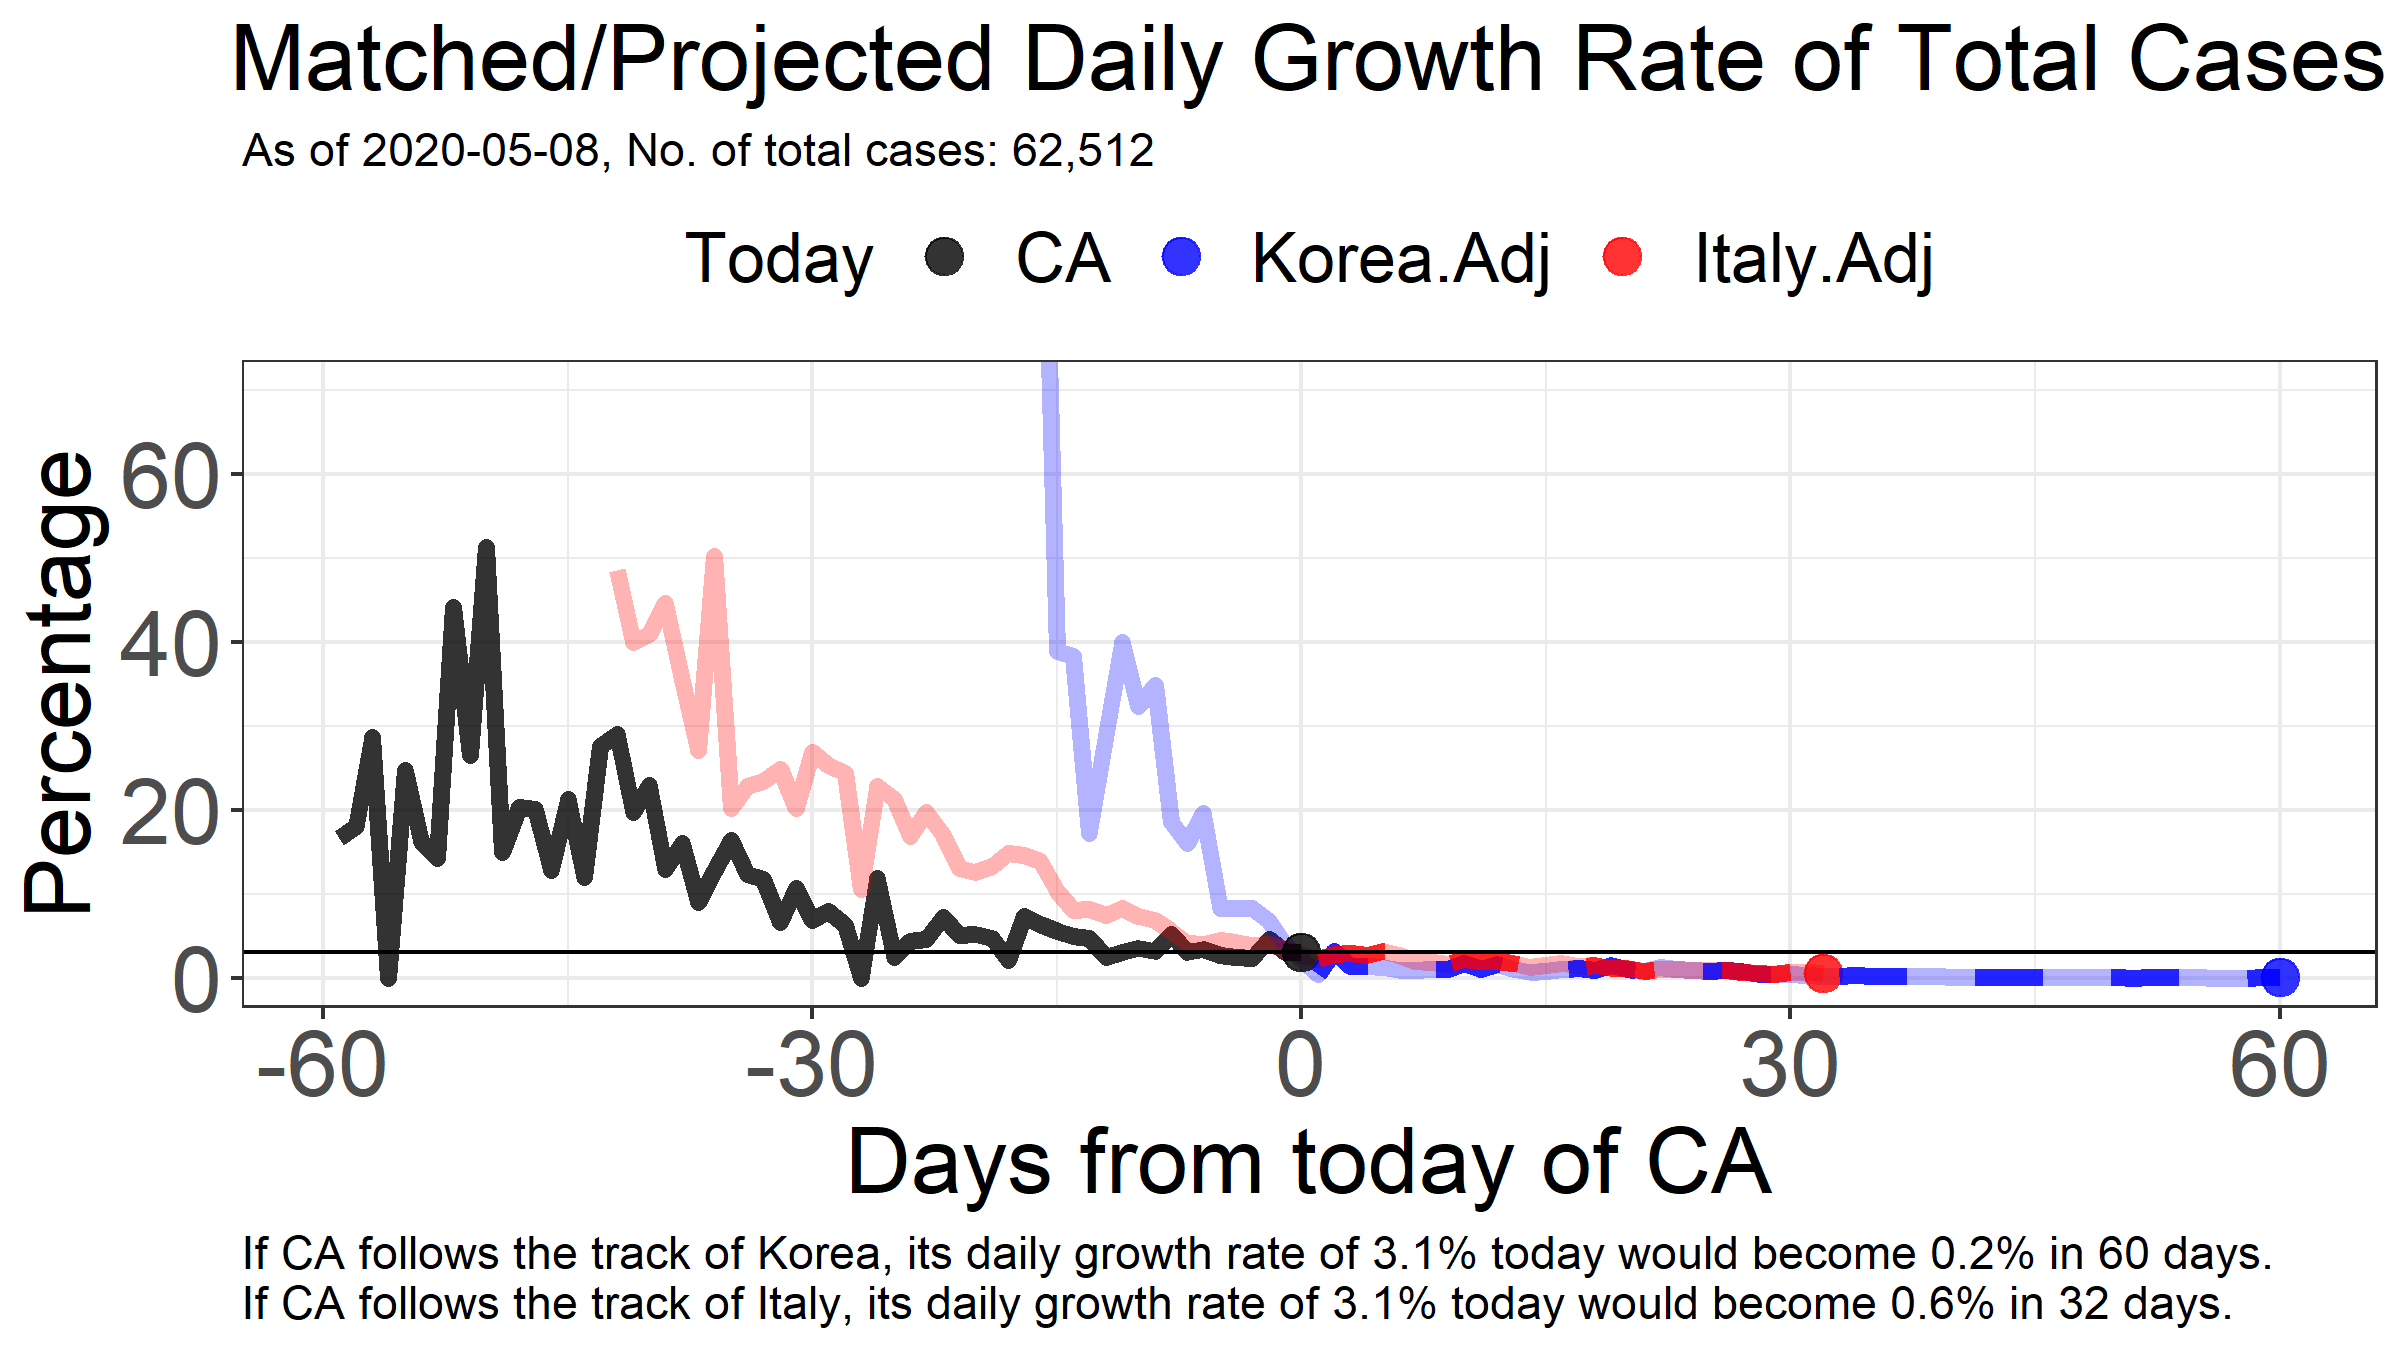 Matched/Projected Daily Growth Rate of Total Cases
As of 2020-05-08, No. of total cases: 62,512
Today CA Korea.Adj Italy.Adj
Percentage
60
40
20
0
-60 -30 0 30 60
Days from today of CA
If CA follows the track of Korea, its daily growth rate of 3.1% today would become 0.2% in 60 days.
If CA follows the track of Italy, its daily growth rate of 3.1% today would become 0.6% in 32 days.